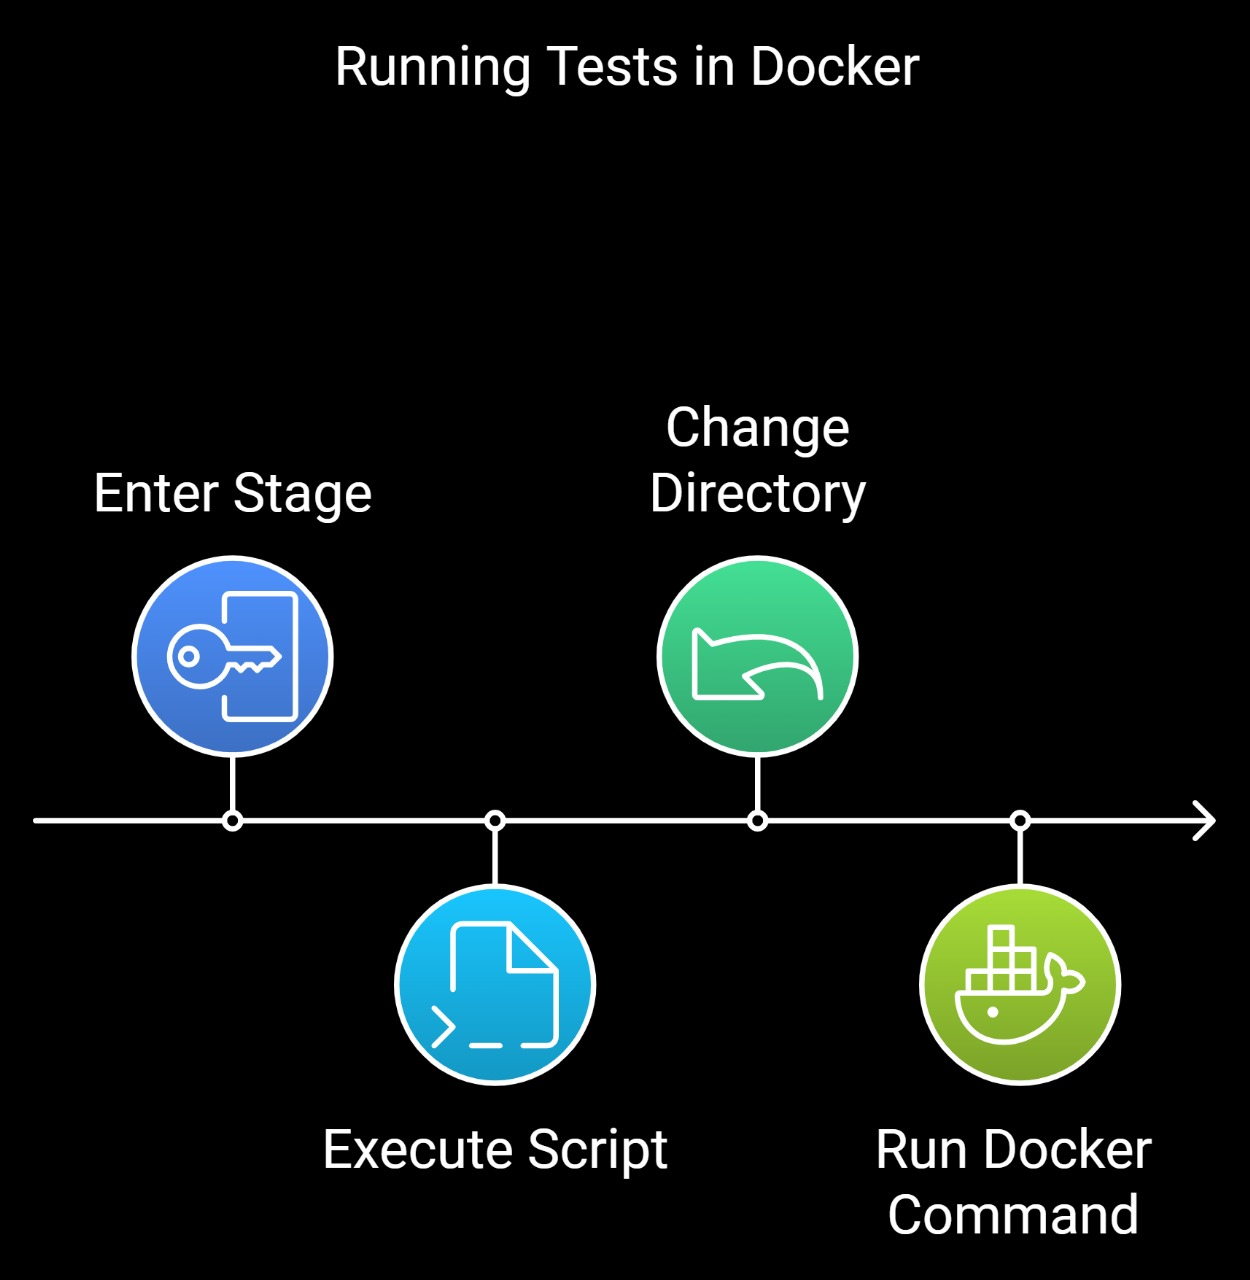 Running Tests in Docker
Enter Stage
Execute Script
Change
Directory
Run Docker
Command